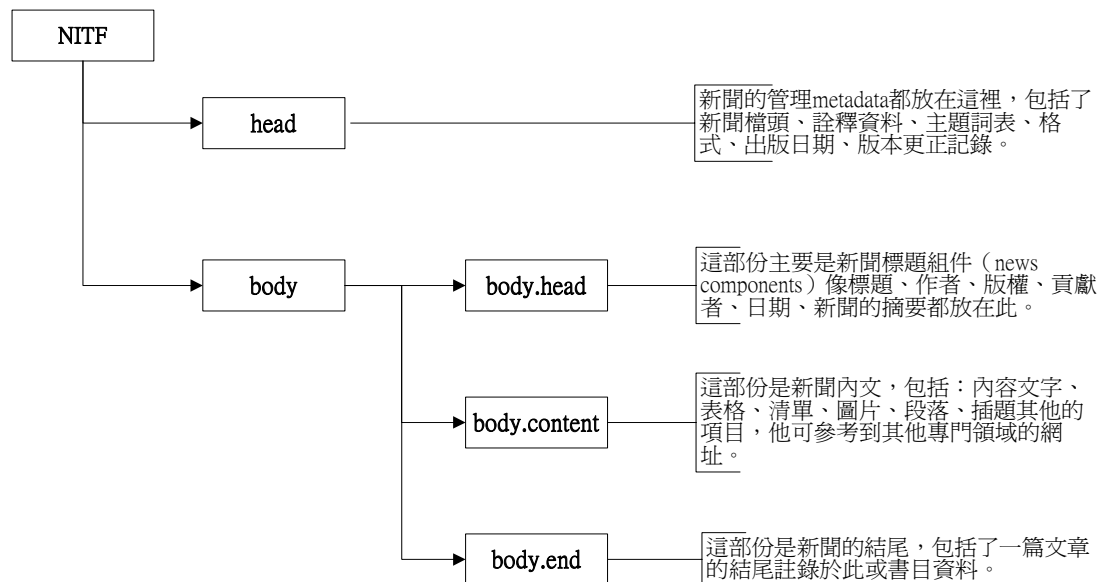 NITF
head
新聞的管理metadata都放在這裡，包括了
新聞檔頭、詮釋資料、主題詞表、格
式、出版日期、版本更正記錄。
body
body.head
這部份主要是新聞標題組件（news
components）像標題、作者、版權、貢獻
者、日期、新聞的摘要都放在此。
body.content
這部份是新聞內文，包括：內容文字、
表格、清單、圖片、段落、插題其他的
項目，他可參考到其他專門領域的網
址。
body.end
這部份是新聞的結尾，包括了一篇文章
的結尾註錄於此或書目資料。